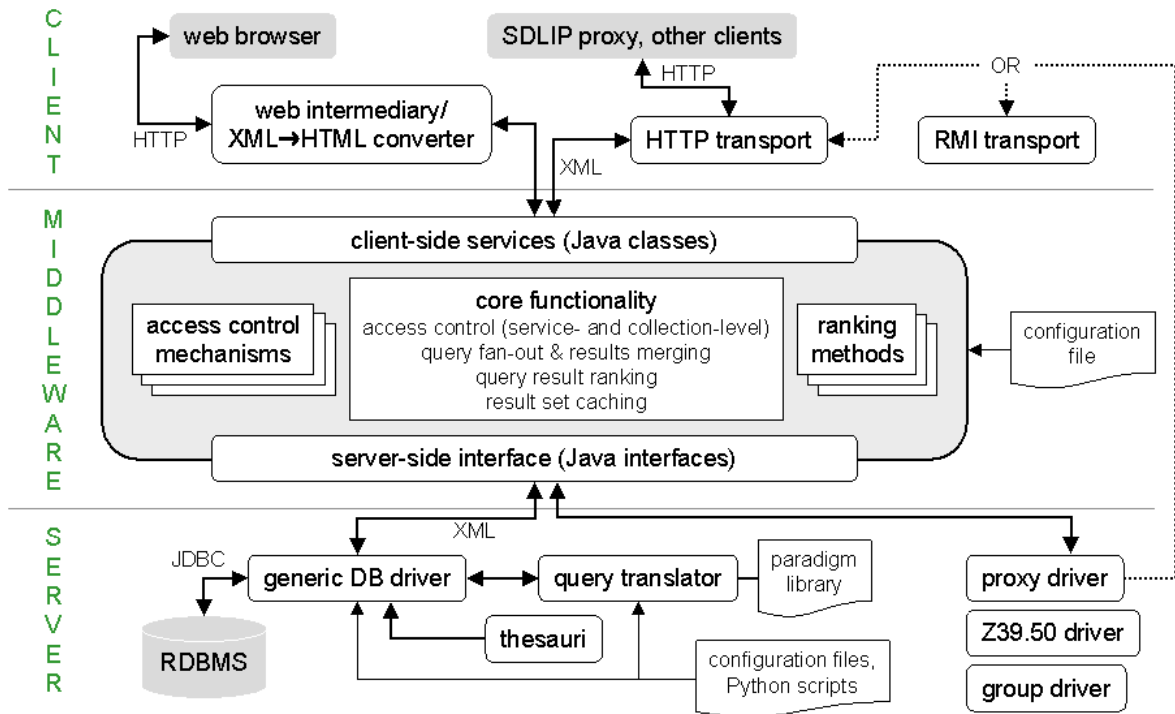 CLIENT
web browser
SDLIP proxy, other clients
HTTP
OR
web intermediary/
XML→HTML converter
HTTP
HTTP transport
RMI transport
XML
MIDDLEWARE
client-side services (Java classes)
core functionality
access control (service- and collection-level)
query fan-out & results merging
query result ranking
result set caching
access control
mechanisms
ranking
methods
configuration
file
server-side interface (Java interfaces)
SERVER
XML
JDBC
generic DB driver
query translator
paradigm
library
proxy driver
thesauri
Z39.50 driver
RDBMS
configuration files,
Python scripts
group driver